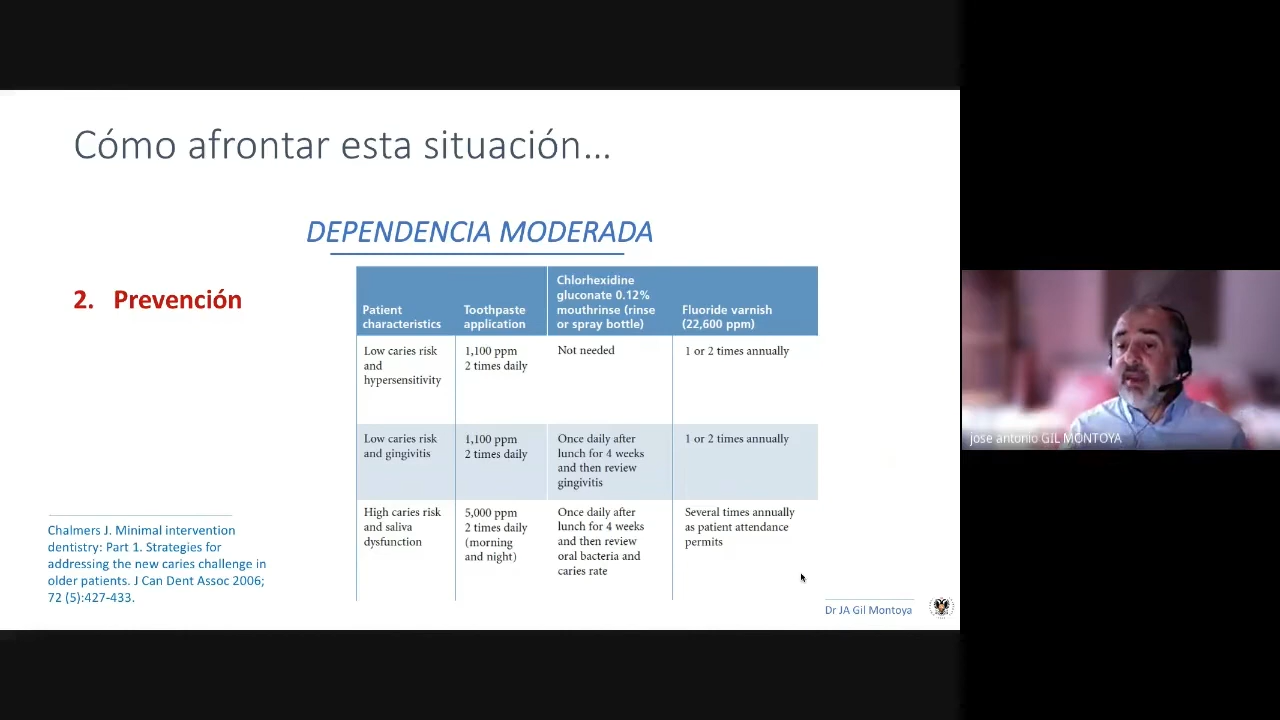 Cómo afrontar esta situación...
DEPENDENCIA MODERADA
2. Prevención
Patient
characteristics
Toothpaste
application
Chlorhexidine
gluconate 0.12%
mouthrinse (rinse
or spray bottle)
Fluoride varnish
(22,600 ppm)
Low caries risk
and
hypersensitivity
1,100 ppm
2 times daily
Not needed
1 or 2 times annually
Low caries risk
and gingivitis
1,100 ppm
2 times daily
Once daily after
lunch for 4 weeks
and then review
gingivitis
1 or 2 times annually
High caries risk
and saliva
dysfunction
5,000 ppm
2 times daily
(morning
and night)
Once daily after
lunch for 4 weeks
and then review
oral bacteria and
caries rate
Several times annually
as patient attendance
permits
Chalmers J. Minimal intervention
dentistry: Part 1. Strategies for
addressing the new caries challenge in
older patients. J Can Dent Assoc 2006;
72 (5):427-433.
Dr JA Gil Montoya
jose antonio GIL MONTOYA